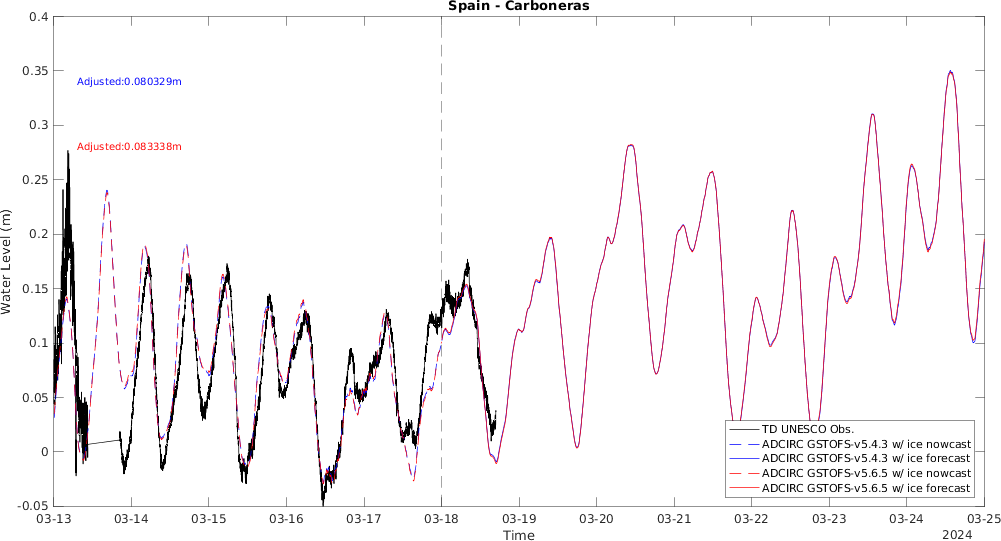 Spain - Carboneras
0.4
0.35
0.3
0.25
0.2
0.15
0.1
0.05
0
-0.05
Water Level (m)
Adjusted:0.080329m
Adjusted:0.083338m
TD UNESCO Obs.
ADCIRC GSTOFS-v5.4.3 w/ ice nowcast
ADCIRC GSTOFS-v5.4.3 w/ ice forecast
ADCIRC GSTOFS-v5.6.5 w/ ice nowcast
ADCIRC GSTOFS-v5.6.5 w/ ice forecast
03-13 03-14 03-15 03-16 03-17 03-18 03-19 03-20 03-21 03-22 03-23 03-24 03-25
Time
2024